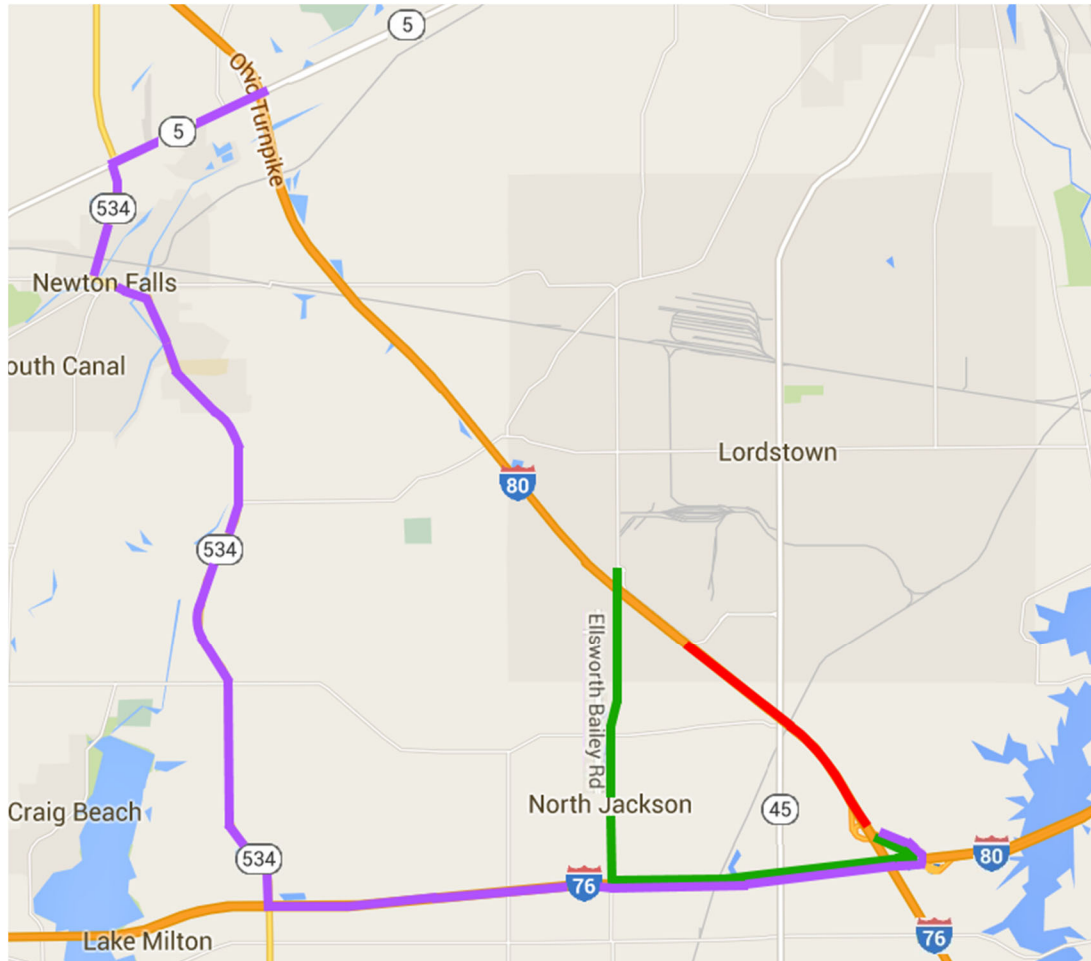 5
Ohio Turnpike
5
534
Newton Falls
outh Canal
Lordstown
80
534
Ellsworth Bailey Rd
Craig Beach
North Jackson
45
534
80
76
76
Lake Milton